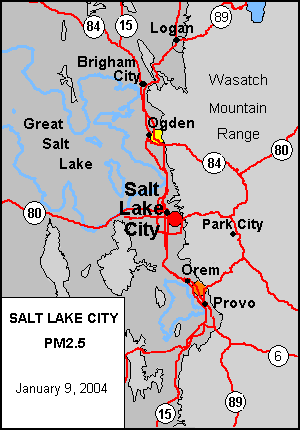 15
89
84
Logan
Brigham
City
Wasatch
Mountain
Range
Great
Salt
Lake
Ogden
80
84
Salt
Lake
City
80
Park City
Orem
Provo
SALT LAKE CITY
PM2.5
January 9, 2004
6
15
89